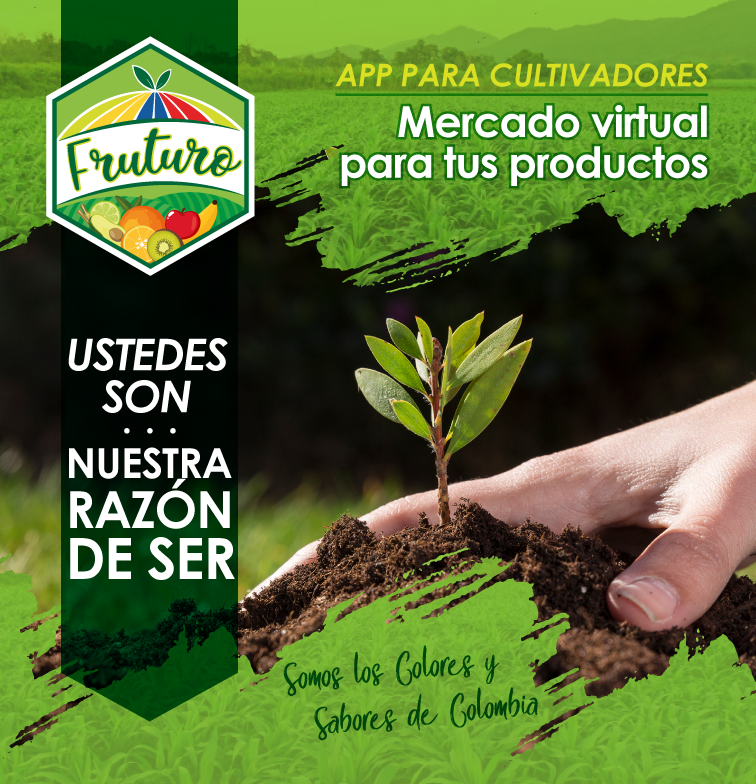 Fruturo
APP PARA CULTIVADORES
Mercado virtual
para tus productos
USTEDES
SON
...
NUESTRA
RAZÓN
DE SER
Somos los Colores y
Sabores de Colombia